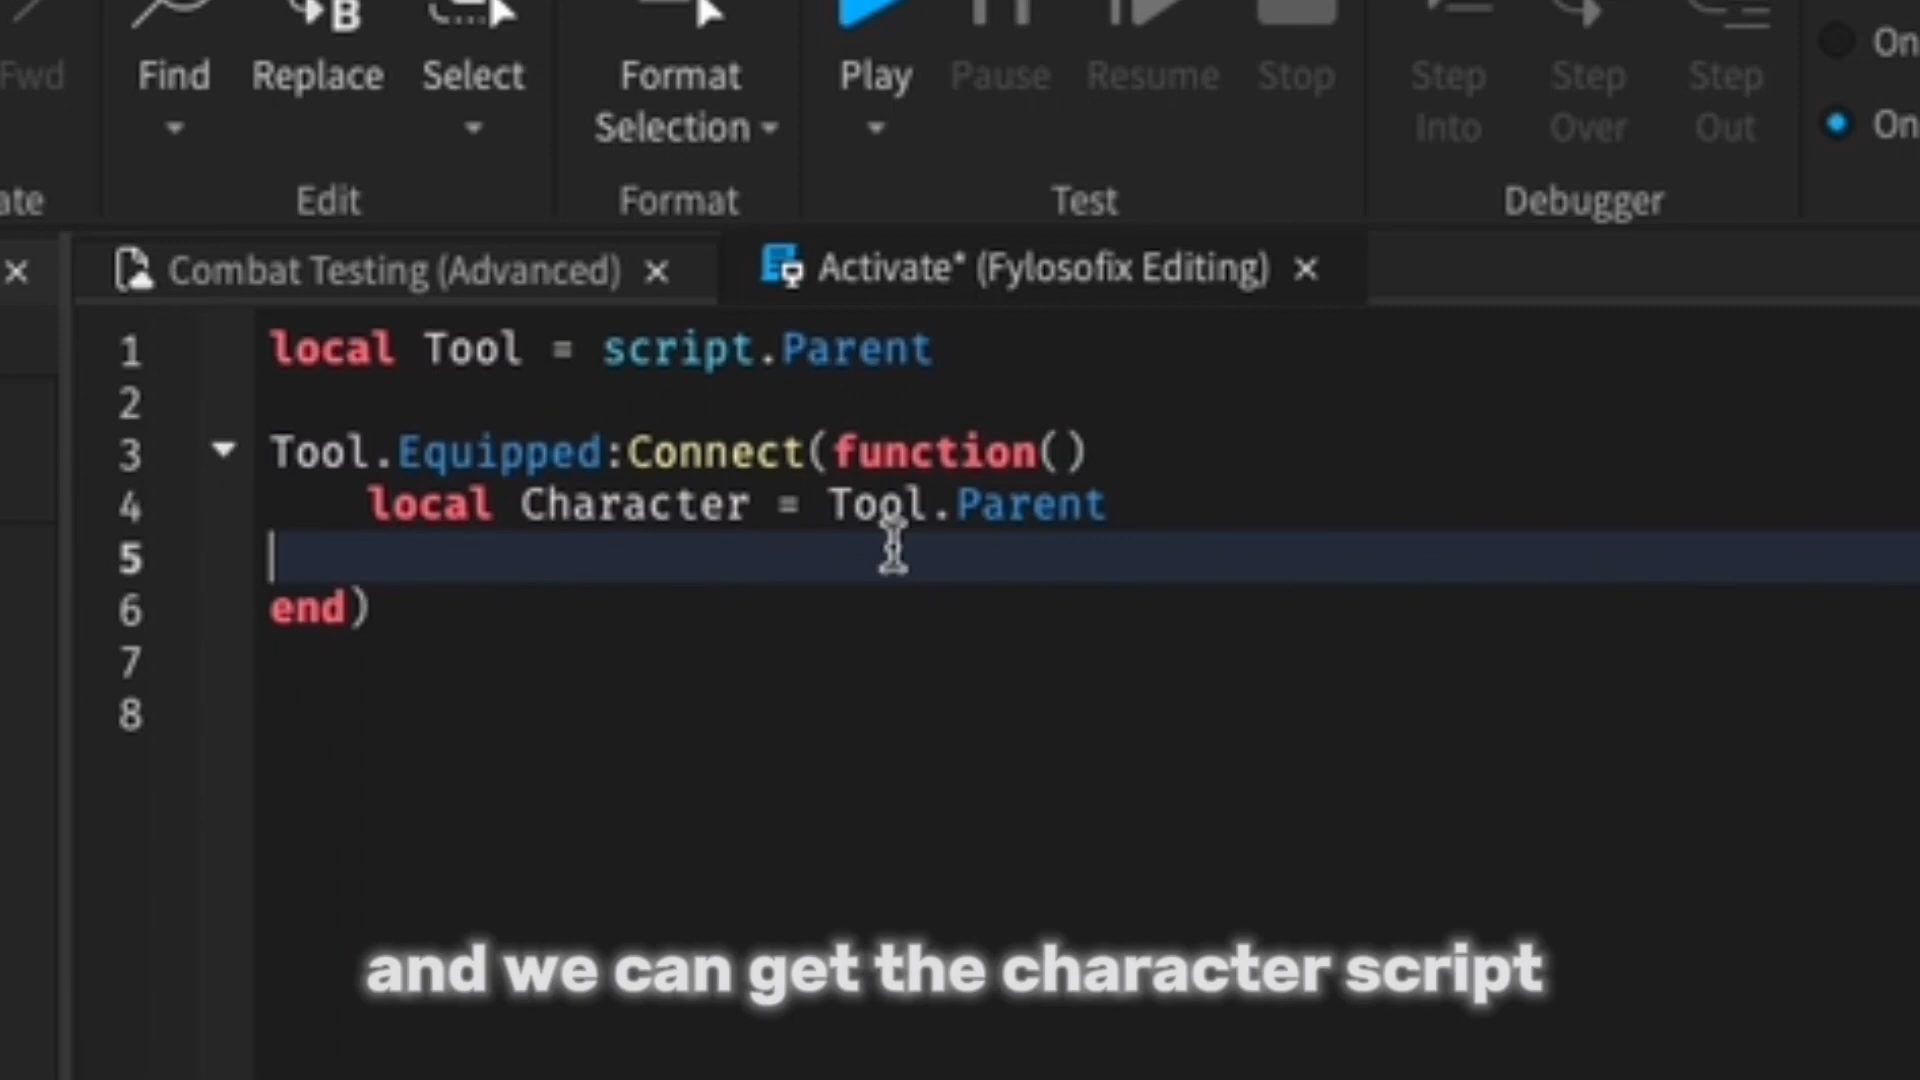 Fwd Find Replace Select Format Selection Play Pause Resume Stop Step Into Step Over Step Out On
On
ate Edit Format Test Debugger
Combat Testing (Advanced) Activate* (Fylosofix Editing)
1 local Tool = script.Parent
2
3 Tool.Equipped:Connect(function()
4 local Character = Tool.Parent
5
6 end)
7
8
and we can get the character script